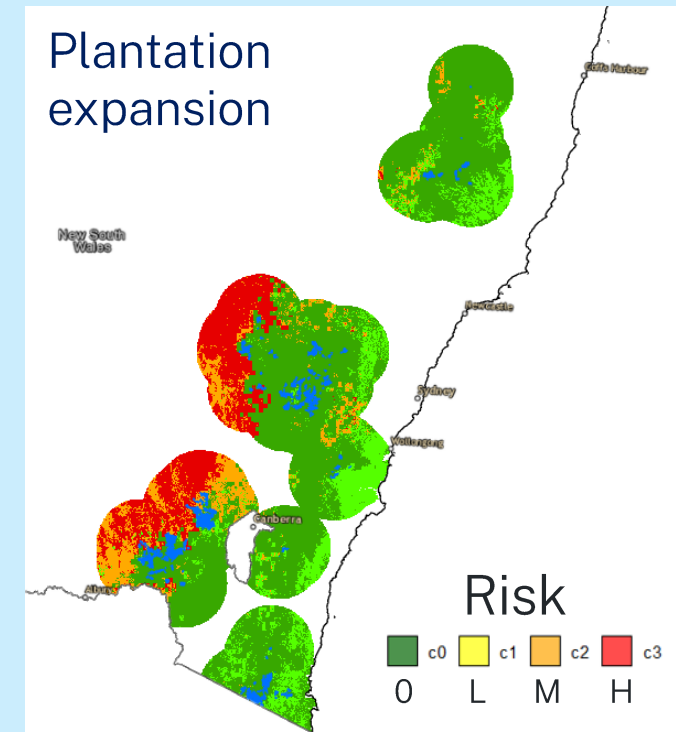 Plantation
expansion
Coffs Harbour
New South
Wales
Newcastle
Sydney
Wollongong
Canberra
Albury
Risk
c0 c1 c2 c3
0 L M H